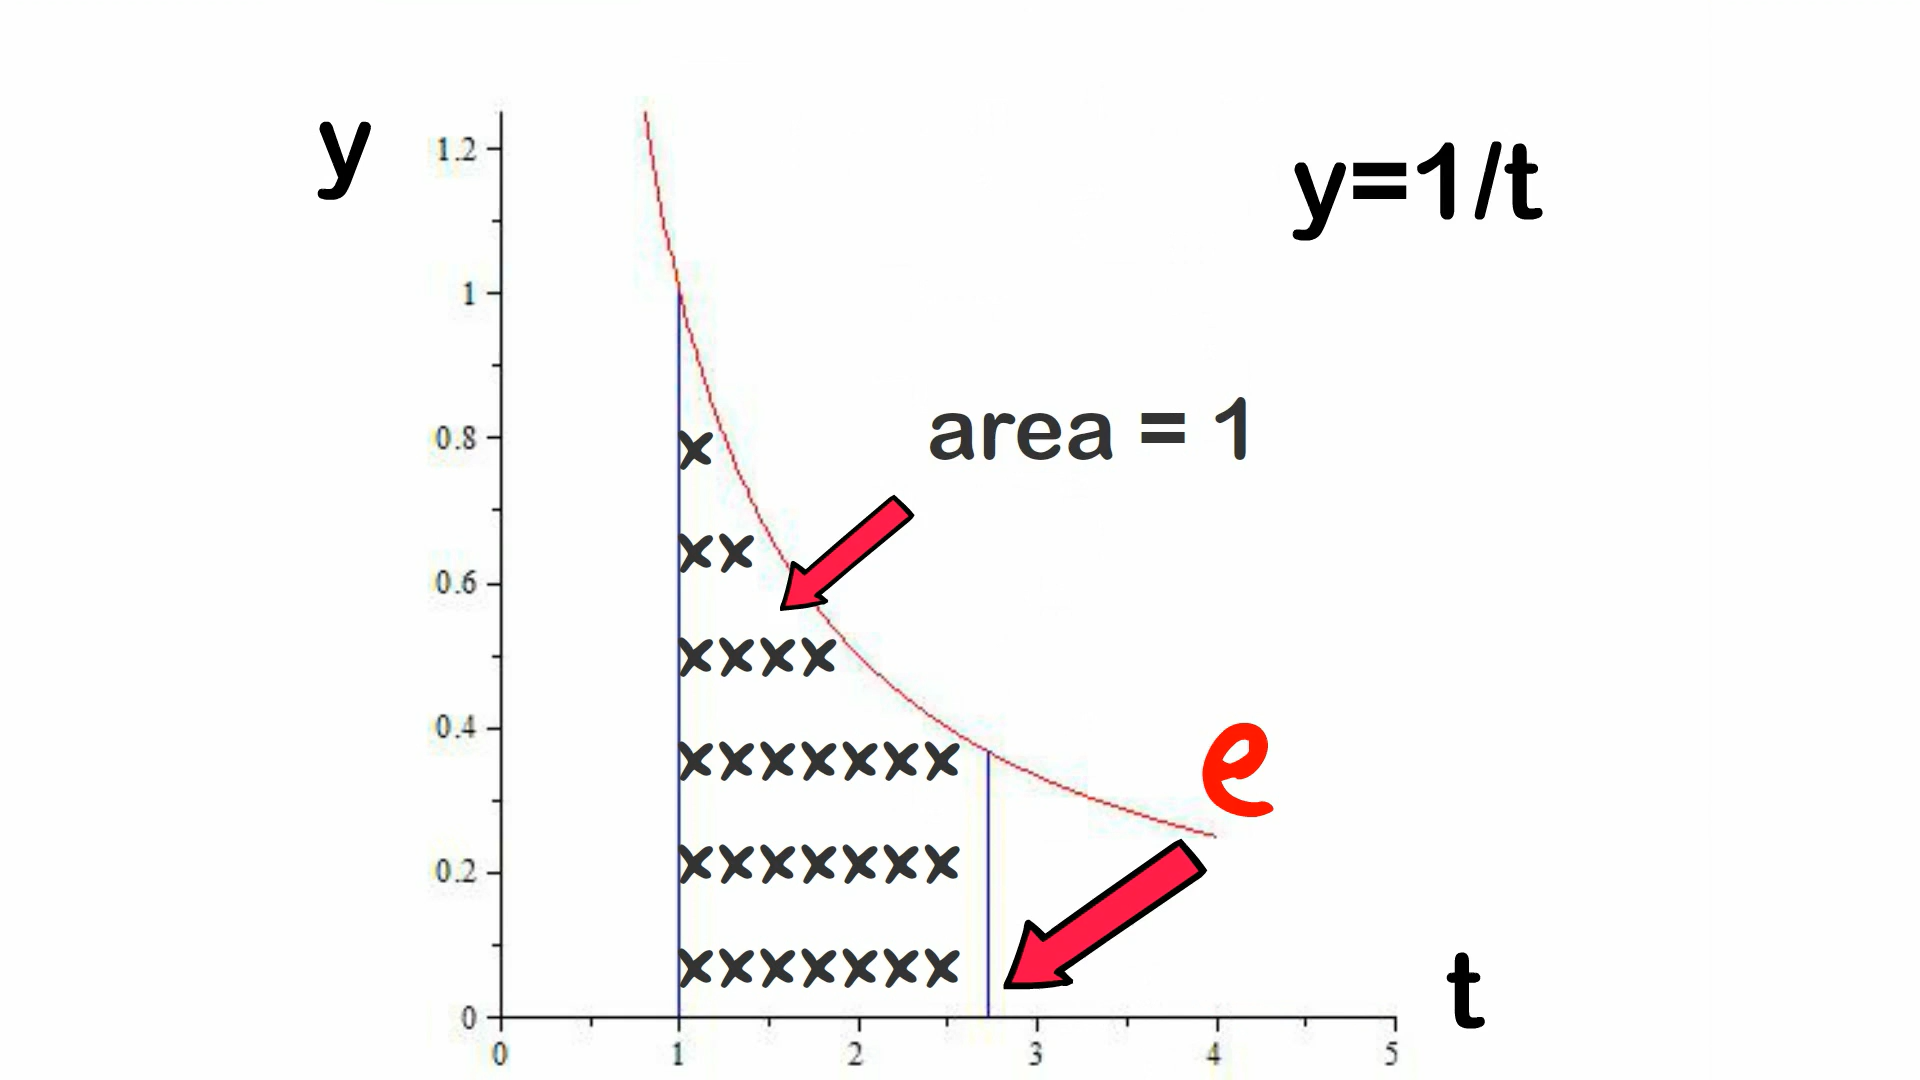 y
y=1/t
1.2
1
area = 1
0.8
x
xx
0.6
xxxx
0.4
e
xxxxxxx
0.2
xxxxxxx
xxxxxxx
t
0
0 1 2 3 4 5